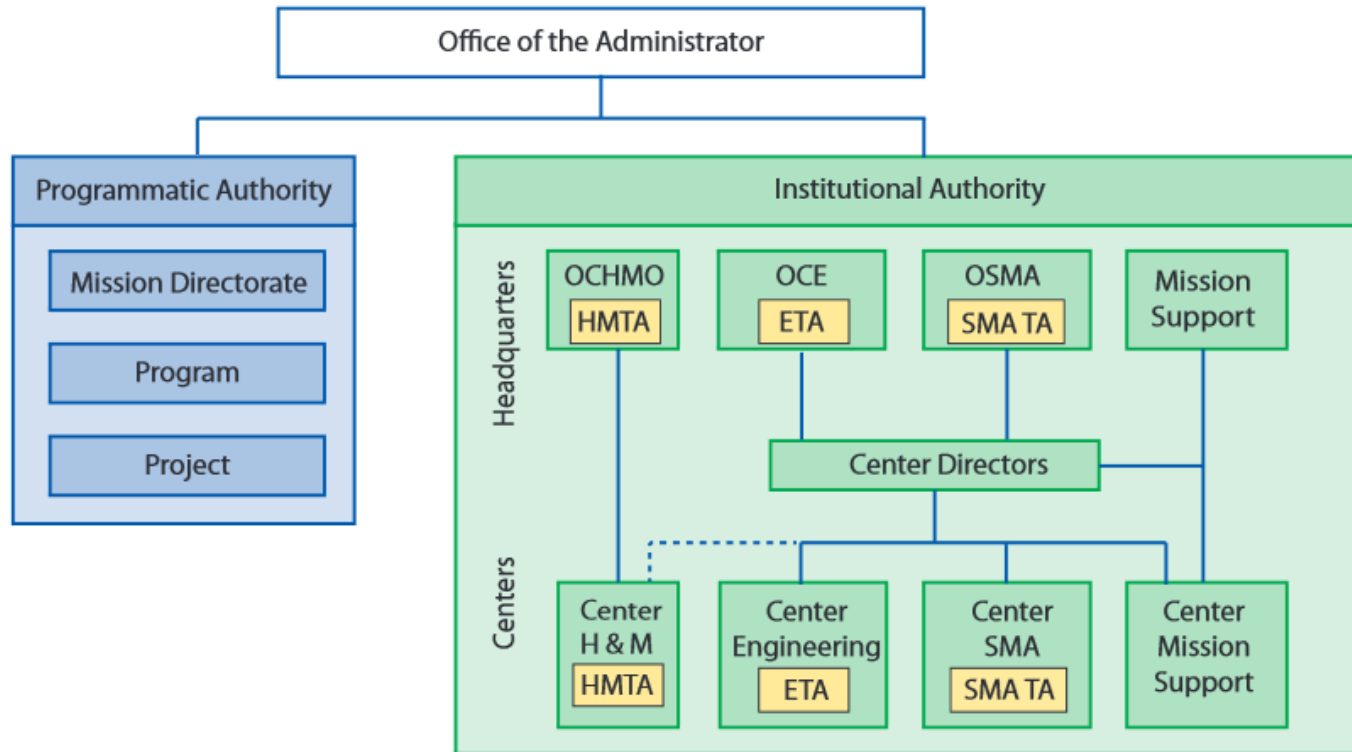 Office of the Administrator
Programmatic Authority
Mission Directorate
Program
Project
Institutional Authority
Headquarters
OCHMO
HMTA
OCE
ETA
OSMA
SMA TA
Mission
Support
Center Directors
Centers
Center
H & M
HMTA
Center
Engineering
ETA
Center
SMA
SMA TA
Center
Mission
Support